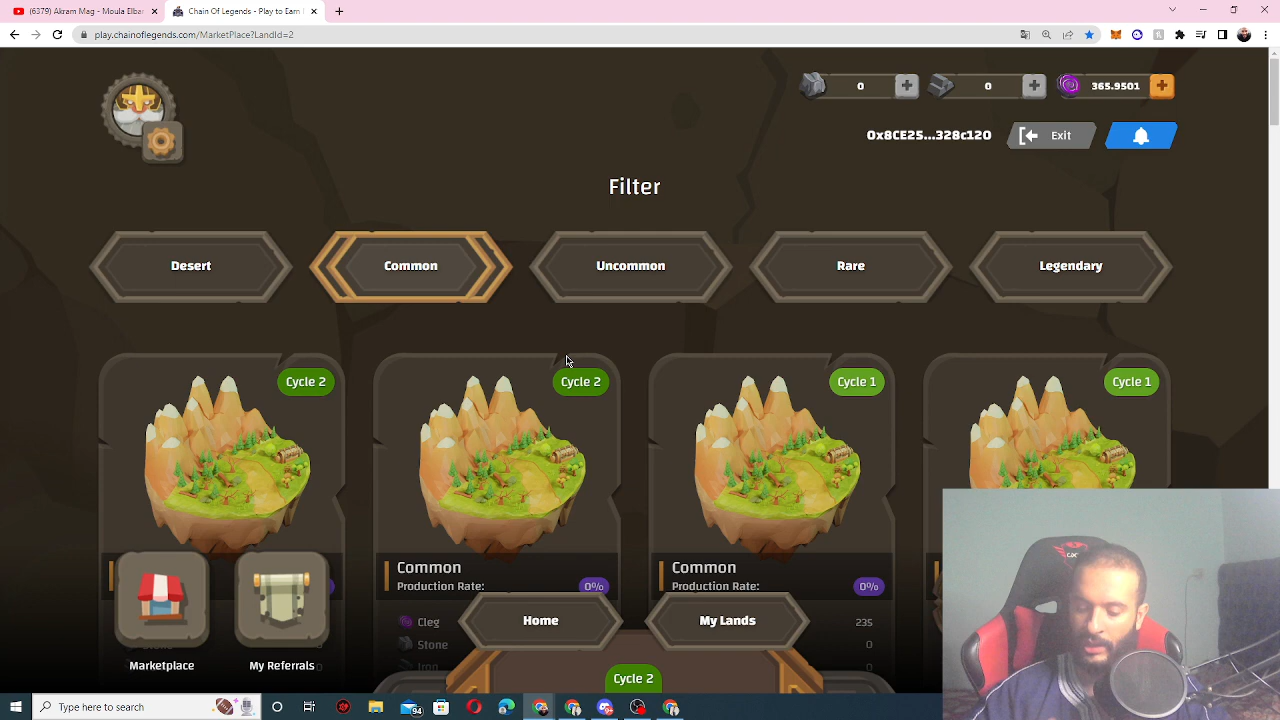 (6379) Akram Mag - Moula Elbar
Chain Of Legends - Play to Earn
play.chainoflegends.com/MarketPlace?LandId=2
0
0
365.9501
0x8CE25...328c120
Exit
Filter
Desert
Common
Uncommon
Rare
Legendary
Cycle 2
Cycle 2
Cycle 1
Cycle 1
Common
Common
Production Rate:
0%
Production Rate:
0%
Cleg
235
Stone
0
Iron
Home
My Lands
Marketplace
My Referrals
Cycle 2
Type here to search
94